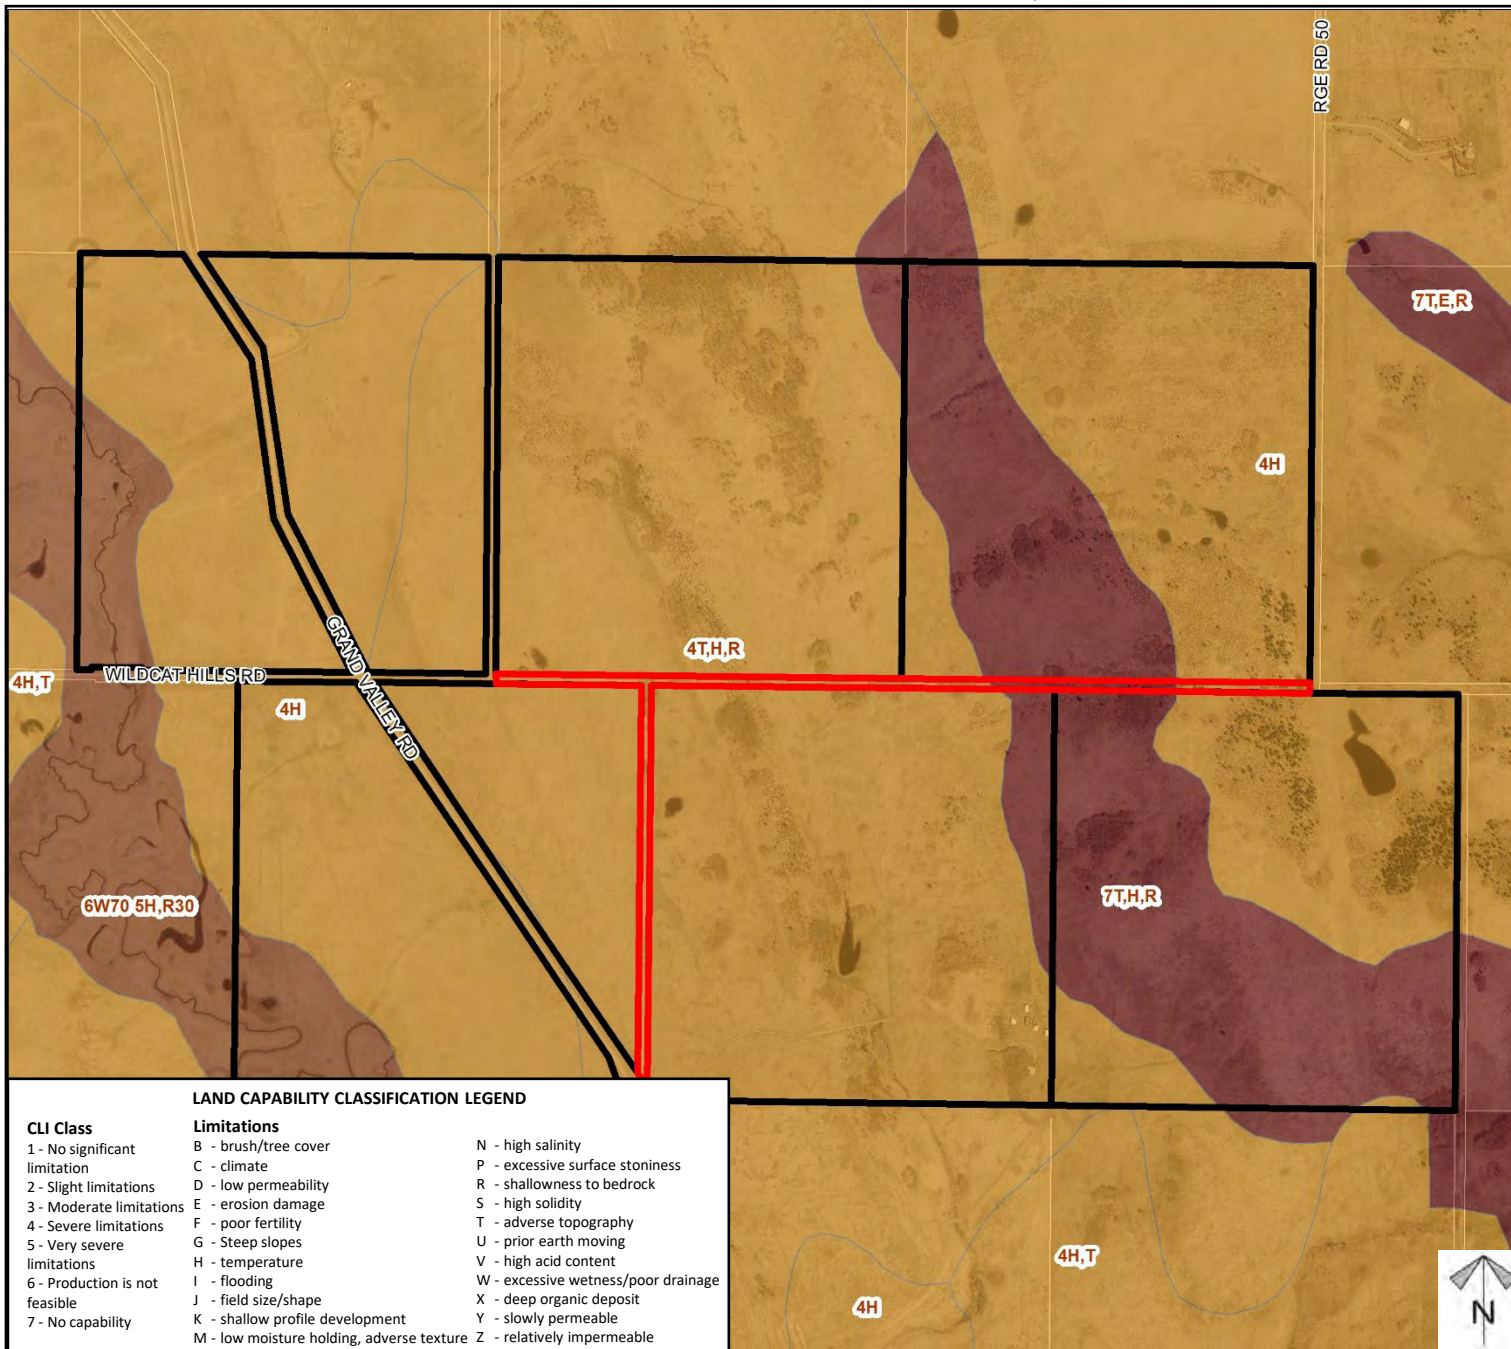 RGE RD 50
2
7T,E,R
4H
4T,H,R
GRAND VALLEY RD
WILDCAT HILLS RD
4H,T
4H
6W70 5H,R30
7T,H,R
4H,T
4H
N
LAND CAPABILITY CLASSIFICATION LEGEND
CLI Class
1 - No significant
limitation
2 - Slight limitations
3 - Moderate limitations
4 - Severe limitations
5 - Very severe
limitations
6 - Production is not
feasible
7 - No capability
Limitations
B - brush/tree cover
C - climate
D - low permeability
E - erosion damage
F - poor fertility
G - Steep slopes
H - temperature
I - flooding
J - field size/shape
K - shallow profile development
M - low moisture holding, adverse texture
N - high salinity
P - excessive surface stoniness
R - shallowness to bedrock
S - high solidity
T - adverse topography
U - prior earth moving
V - high acid content
W - excessive wetness/poor drainage
X - deep organic deposit
Y - slowly permeable
Z - relatively impermeable